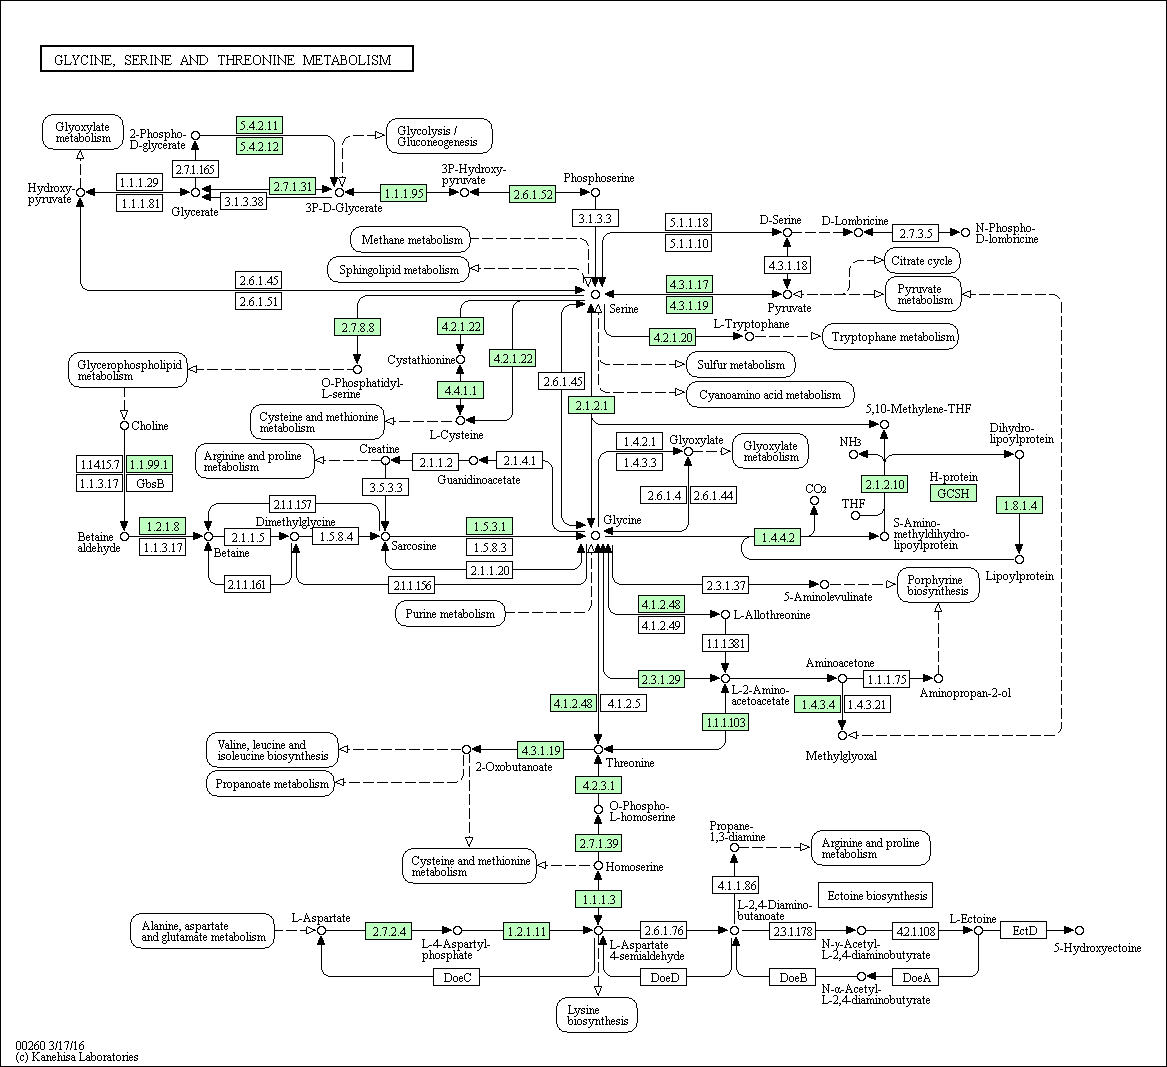 GLYCINE, SERINE AND THREONINE METABOLISM
Glyoxylate
metabolism
2-Phospho-
D-glycerate
5.4.2.11
5.4.2.12
Glycolysis /
Gluconeogenesis
2.7.1.165
Hydroxy-
pyruvate
1.1.1.29
1.1.1.81
Glycerate
2.7.1.31
3.1.3.38
3P-D-Glycerate
1.1.1.95
3P-Hydroxy-
pyruvate
2.6.1.52
Phosphoserine
3.1.3.3
Methane metabolism
Sphingolipid metabolism
5.1.1.18
5.1.1.10
D-Serine
D-Lombricine
2.7.3.5
N-Phospho-
D-lombricine
4.3.1.18
Citrate cycle
Pyruvate
metabolism
2.6.1.45
2.6.1.51
Serine
4.3.1.17
4.3.1.19
Pyruvate
2.7.8.8
4.2.1.22
4.2.1.22
4.2.1.20
L-Tryptophane
Tryptophane metabolism
Glycerophospholipid
metabolism
O-Phosphatidyl-
L-serine
Cystathionine
4.4.1.1
2.6.1.45
2.1.2.1
Sulfur metabolism
Cyanoamino acid metabolism
Choline
Cysteine and methionine
metabolism
L-Cysteine
5,10-Methylene-THF
Dihydro-
lipoylprotein
1.14.15.7
1.1.99.1
1.1.3.17
GbsB
Arginine and proline
metabolism
Creatine
2.1.1.2
Guanidinoacetate
2.1.4.1
1.4.2.1
1.4.3.3
Glyoxylate
Glyoxylate
metabolism
NH3
3.5.3.3
2.6.1.4
2.6.1.44
CO2
THF
2.1.2.10
H-protein
GCSH
1.8.1.4
2.1.1.157
Betaine
aldehyde
1.2.1.8
1.1.3.17
Betaine
2.1.1.5
Dimethylglycine
1.5.8.4
Sarcosine
1.5.3.1
1.5.8.3
Glycine
1.4.4.2
S-Amino-
methyldihydro-
lipoylprotein
Lipoylprotein
2.1.1.20
2.1.1.161
2.1.1.156
Purine metabolism
2.3.1.37
5-Aminolevulinate
Porphyrine
biosynthesis
4.1.2.48
4.1.2.49
L-Allothreonine
1.1.1381
2.3.1.29
L-2-Amino-
acetoacetate
Aminoacetone
1.1.1.75
Aminopropan-2-ol
4.1.2.48
4.1.2.5
1.1.1.103
1.4.3.4
1.4.3.21
Methylglyoxal
Valine, leucine and
isoleucine biosynthesis
Propanoate metabolism
2-Oxobutanoate
4.3.1.19
Threonine
4.2.3.1
O-Phospho-
L-homoserine
2.7.1.39
Cysteine and methionine
metabolism
Homoserine
1.1.1.3
Propane-
1,3-diamine
Arginine and proline
metabolism
4.1.1.86
Ectoine biosynthesis
Alanine, aspartate
and glutamate metabolism
L-Aspartate
2.7.2.4
L-4-Aspartyl-
phosphate
1.2.1.11
L-Aspartate
4-semialdehyde
2.6.1.76
L-2,4-Diamino-
butanoate
2.3.1.178
N-γ-Acetyl-
L-2,4-diaminobutyrate
4.2.1.108
L-Ectoine
EctD
5-Hydroxyectoine
DoeC
DoeD
DoeB
N-α-Acetyl-
L-2,4-diaminobutyrate
DoeA
Lysine
biosynthesis
00260 3/17/16
(c) Kanehisa Laboratories